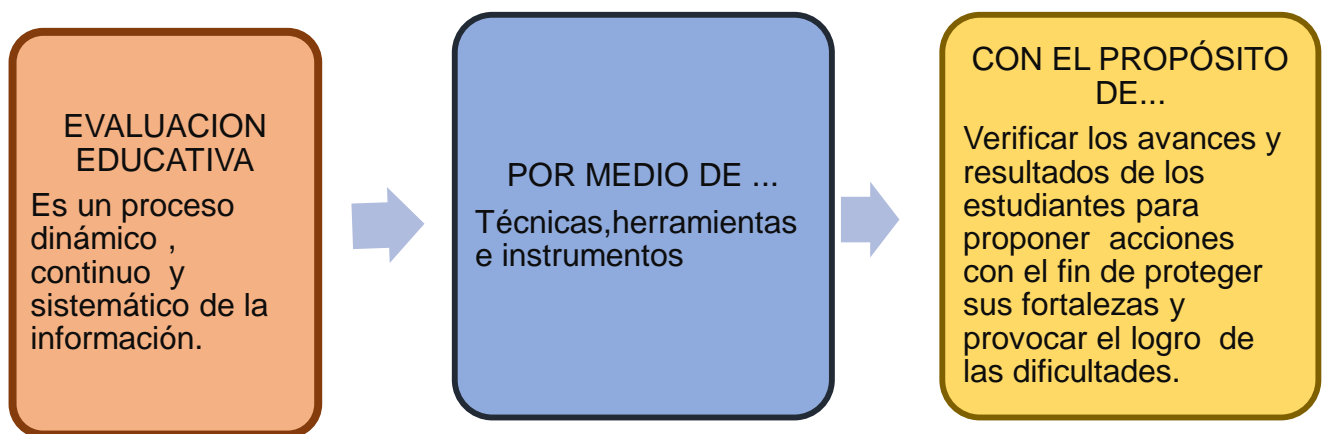 EVALUACION
EDUCATIVA
Es un proceso
dinámico ,
continuo y
sistemático de la
información.
POR MEDIO DE ...
Técnicas,herramientas
e instrumentos
CON EL PROPÓSITO
DE...
Verificar los avances y
resultados de los
estudiantes para
proponer acciones
con el fin de proteger
sus fortalezas y
provocar el logro de
las dificultades.